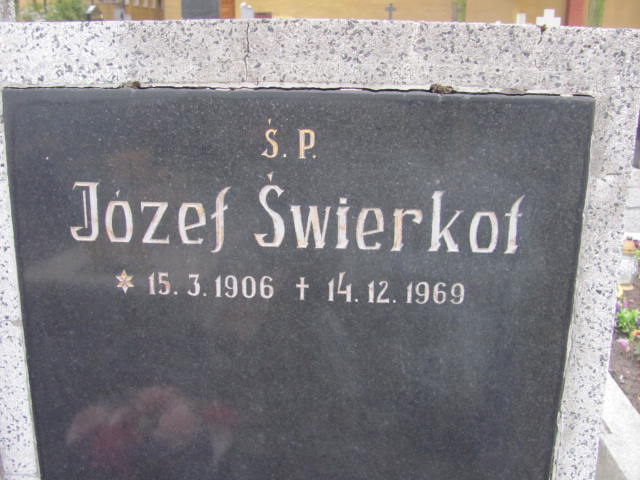 Ś. P.
Józef Świerkot
* 15. 3. 1906 † 14. 12. 1969